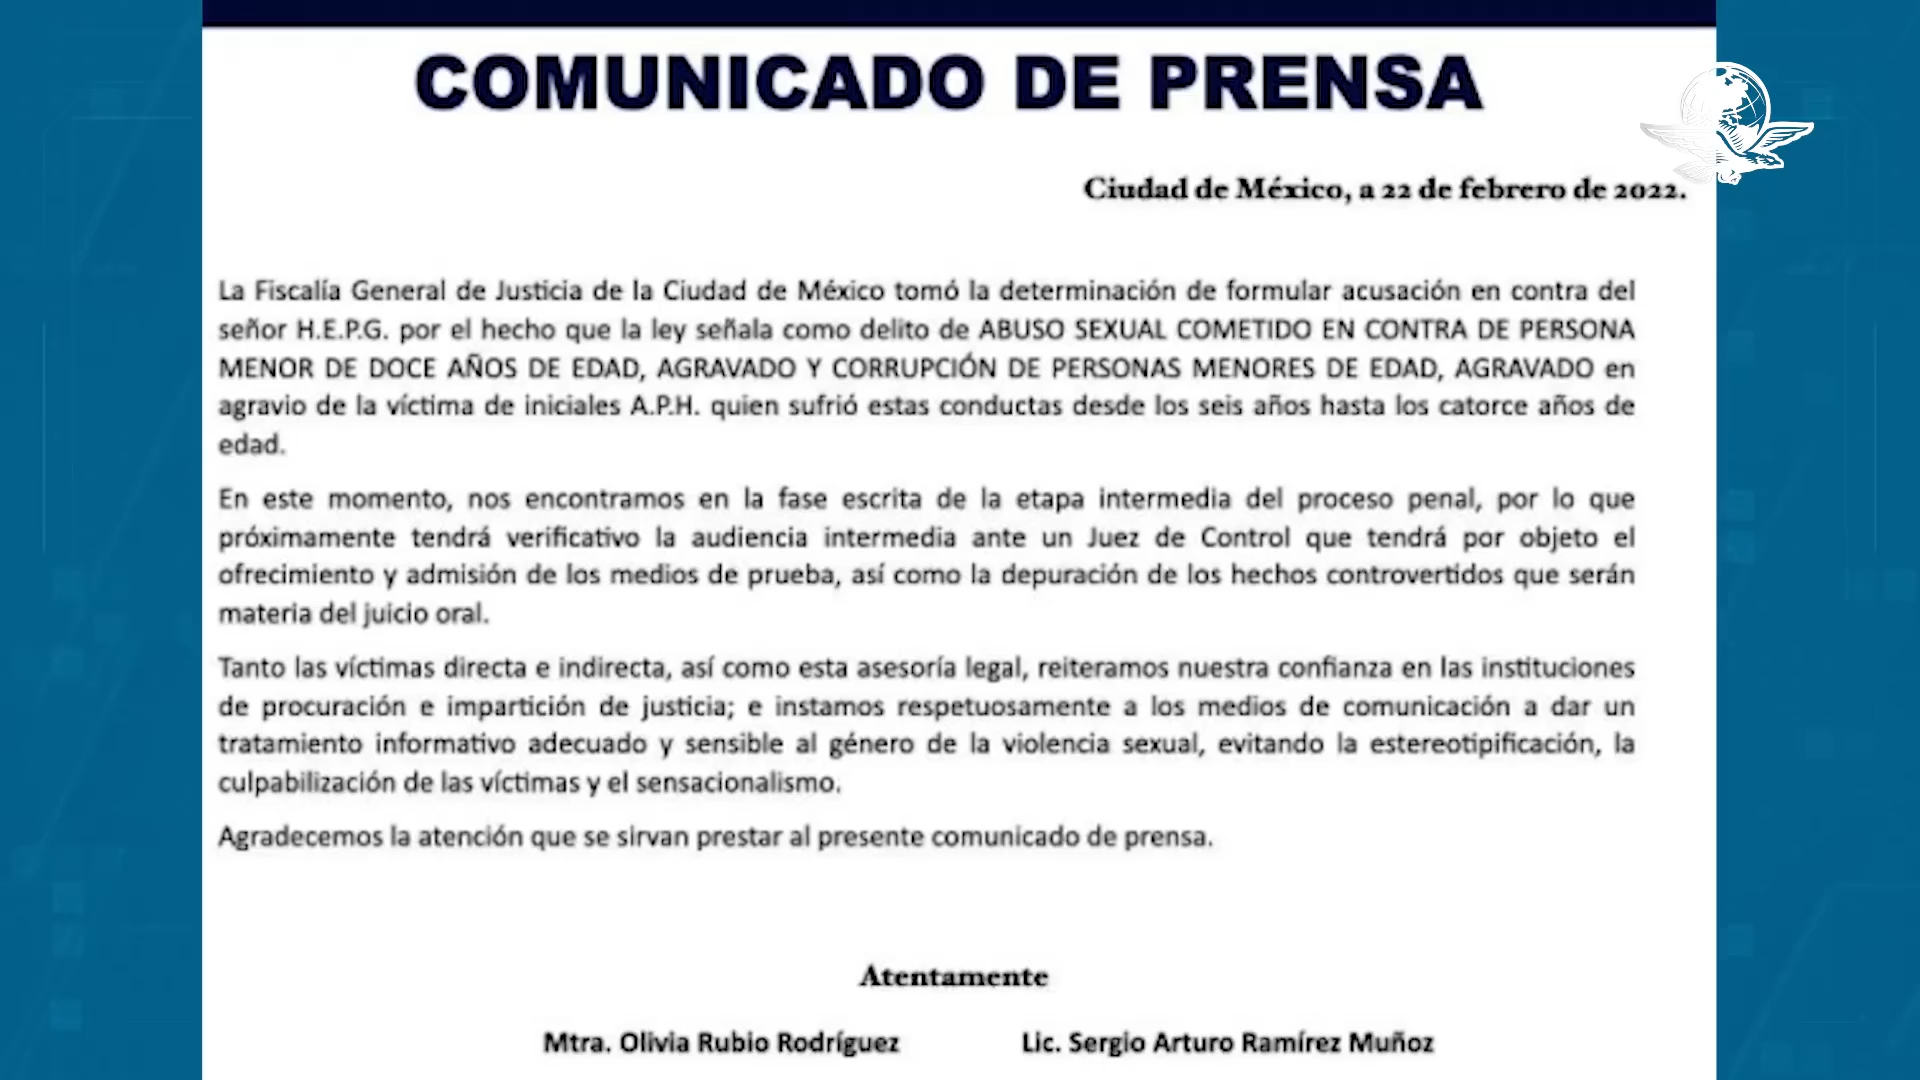 COMUNICADO DE PRENSA
Ciudad de México, a 22 de febrero de 2022.
La Fiscalía General de Justicia de la Ciudad de México tomó la determinación de formular acusación en contra del
señor H.E.P.G. por el hecho que la ley señala como delito de ABUSO SEXUAL COMETIDO EN CONTRA DE PERSONA
MENOR DE DOCE AÑOS DE EDAD, AGRAVADO Y CORRUPCIÓN DE PERSONAS MENORES DE EDAD, AGRAVADO en
agravio de la víctima de iniciales A.P.H. quien sufrió estas conductas desde los seis años hasta los catorce años de
edad.
En este momento, nos encontramos en la fase escrita de la etapa intermedia del proceso penal, por lo que
próximamente tendrá verificativo la audiencia intermedia ante un Juez de Control que tendrá por objeto el
ofrecimiento y admisión de los medios de prueba, así como la depuración de los hechos controvertidos que serán
materia del juicio oral.
Tanto las víctimas directa e indirecta, así como esta asesoría legal, reiteramos nuestra confianza en las instituciones
de procuración e impartición de justicia; e instamos respetuosamente a los medios de comunicación a dar un
tratamiento informativo adecuado y sensible al género de la violencia sexual, evitando la estereotipificación, la
culpabilización de las víctimas y el sensacionalismo.
Agradecemos la atención que se sirvan prestar al presente comunicado de prensa.
Atentamente
Mtra. Olivia Rubio Rodríguez Lic. Sergio Arturo Ramírez Muñoz